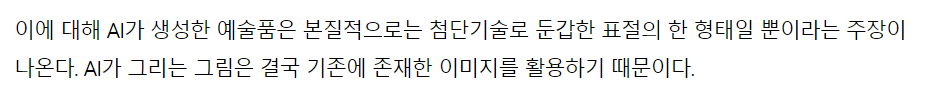 이에 대해 AI가 생성한 예술품은 본질적으로는 첨단기술로 둔갑한 표절의 한 형태일 뿐이라는 주장이
나온다. AI가 그리는 그림은 결국 기존에 존재한 이미지를 활용하기 때문이다.